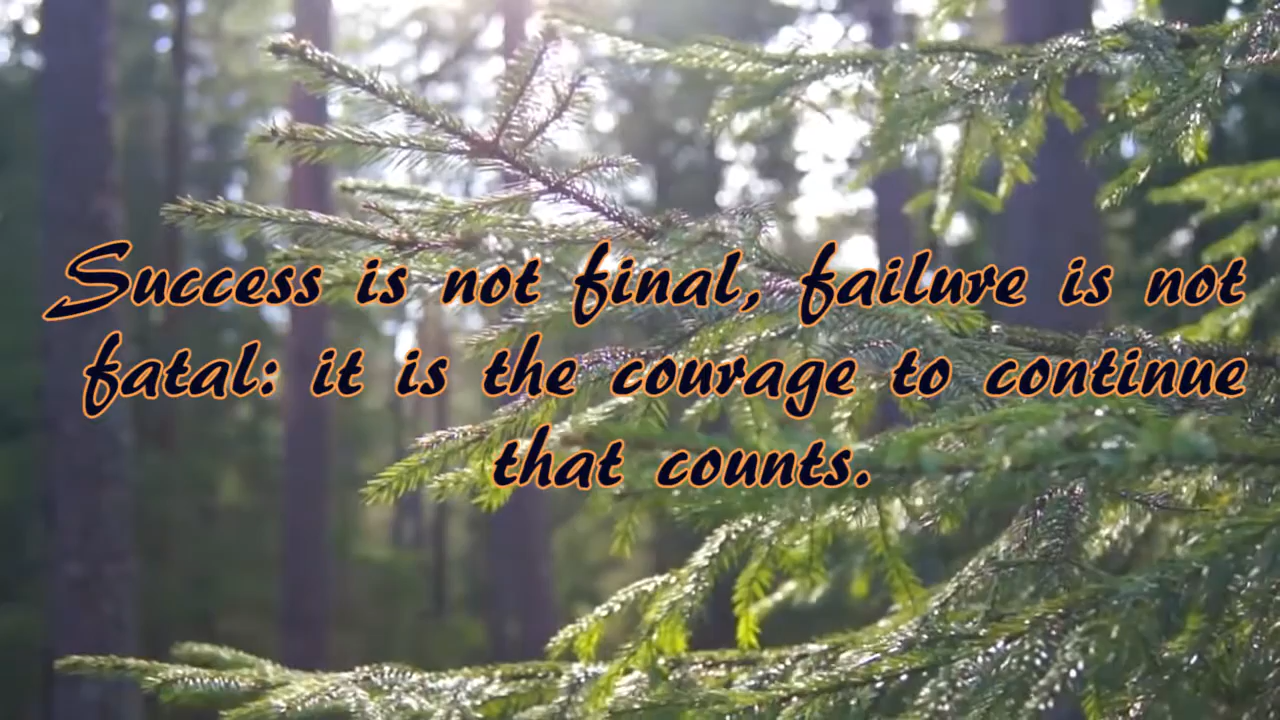 Success is not final, failure is not
fatal: it is the courage to continue
that counts.